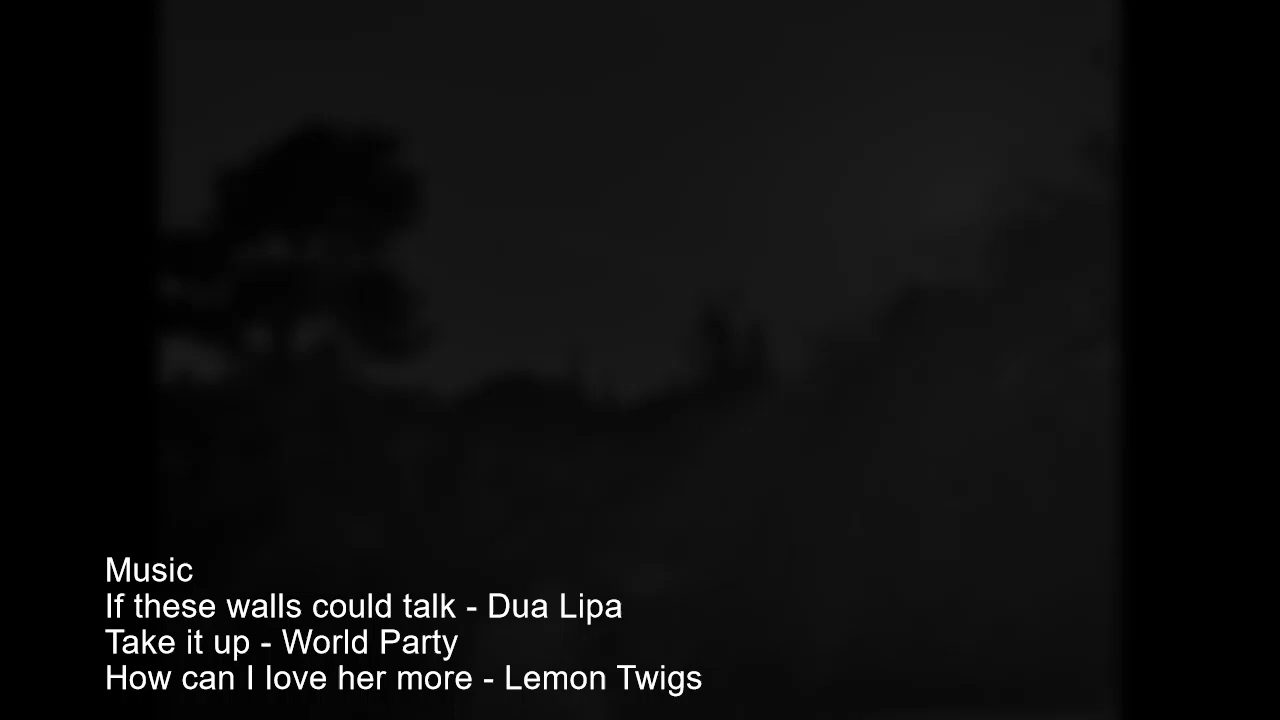 Music
If these walls could talk - Dua Lipa
Take it up - World Party
How can I love her more - Lemon Twigs